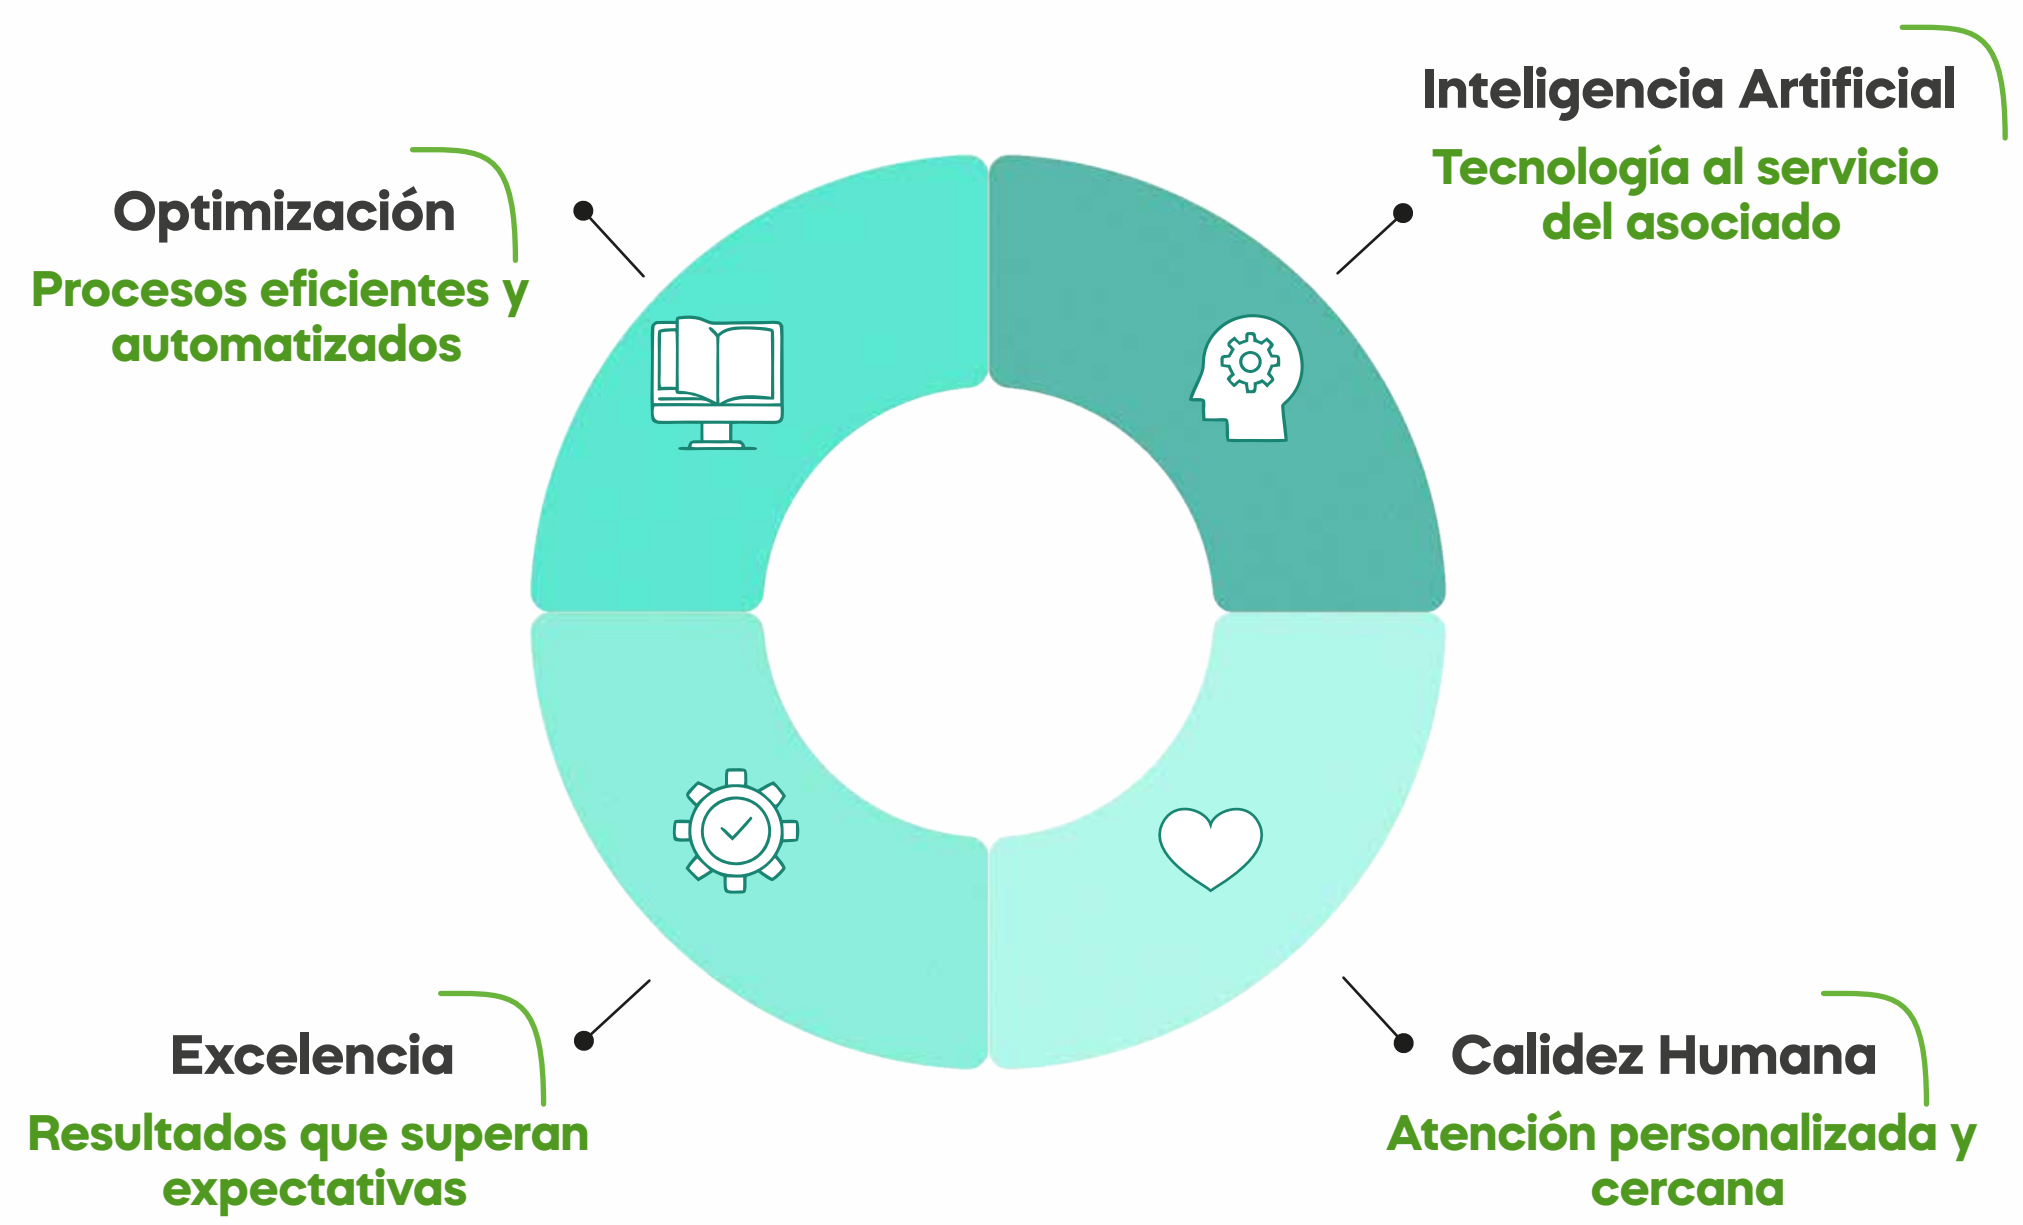 Optimización
Procesos eficientes y
automatizados
Inteligencia Artificial
Tecnología al servicio
del asociado
Excelencia
Resultados que superan
expectativas
Calidez Humana
Atención personalizada y
cercana